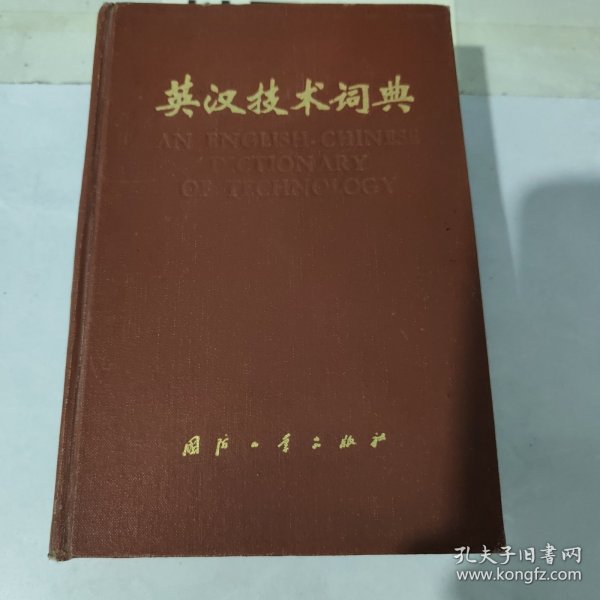 英汉技术词典
AN ENGLISH-CHINESE
DICTIONARY
OF TECHNOLOGY
国防工业出版社
孔夫子旧书网
www.kongfz.com